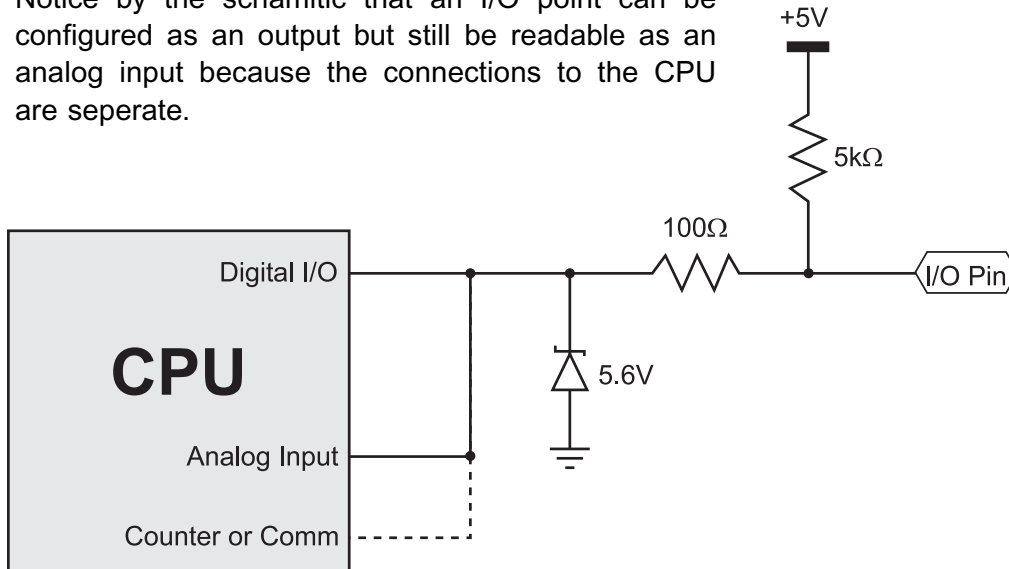 Notice by the schamitic that an I/O point can be
configured as an output but still be readable as an
analog input because the connections to the CPU
are seperate.
+5V
5kΩ
100Ω
Digital I/O
I/O Pin
CPU
5.6V
Analog Input
Counter or Comm